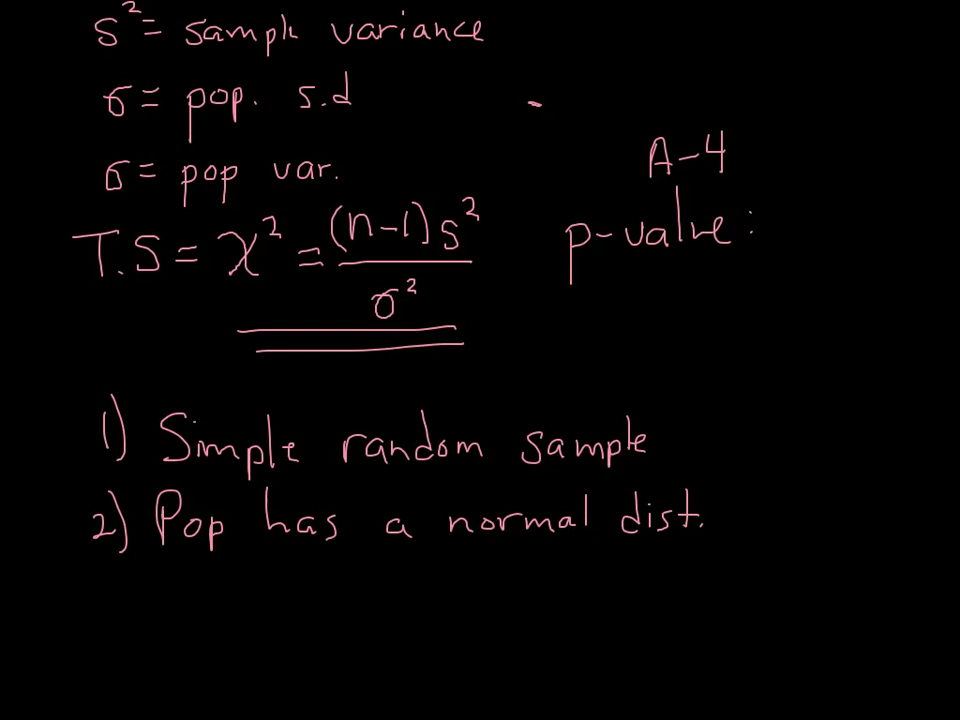 s² = sample variance
σ = pop. s.d
σ = pop var.
T.S = χ² = (n-1)s² / σ²
A-4
p-value:
1) Simple random sample
2) Pop has a normal dist.